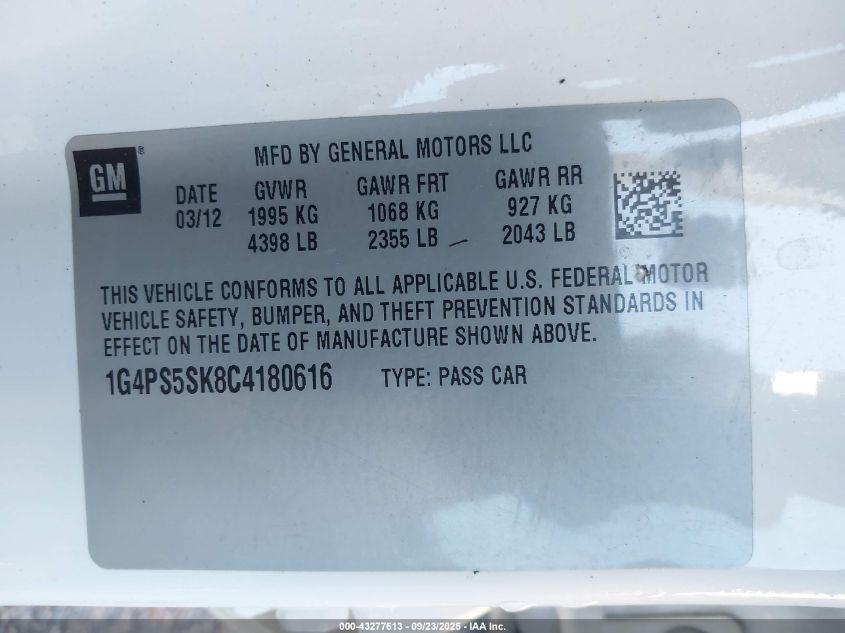 GM ®
MFD BY GENERAL MOTORS LLC
DATE GVWR GAWR FRT GAWR RR
03/12 1995 KG 1068 KG 927 KG
4398 LB 2355 LB 2043 LB
THIS VEHICLE CONFORMS TO ALL APPLICABLE U.S. FEDERAL MOTOR
VEHICLE SAFETY, BUMPER, AND THEFT PREVENTION STANDARDS IN
EFFECT ON THE DATE OF MANUFACTURE SHOWN ABOVE.
1G4PS5SK8C4180616 TYPE: PASS CAR
000-43277613 - 09/23/2025 - IAA Inc.